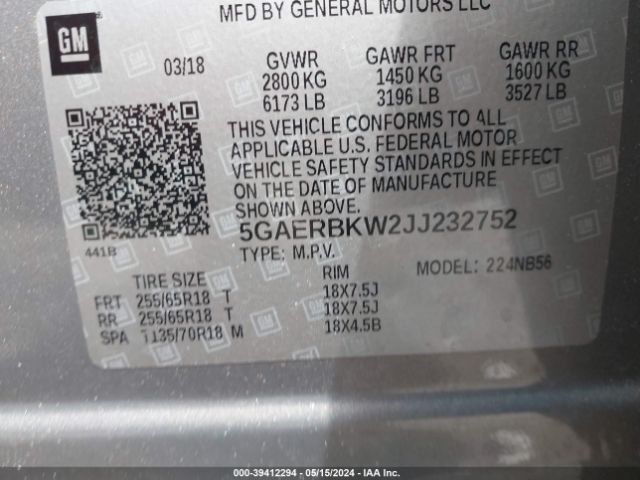 MFD BY GENERAL MOTORS LLC
GM
03/18 GVWR GAWR FRT GAWR RR
2800 KG 1450 KG 1600 KG
6173 LB 3196 LB 3527 LB
THIS VEHICLE CONFORMS TO ALL
APPLICABLE U.S. FEDERAL MOTOR
VEHICLE SAFETY STANDARDS IN EFFECT
ON THE DATE OF MANUFACTURE
SHOWN ABOVE.
5GAERBKW2JJ232752
441B
TYPE: M.P.V. MODEL: 224NB56
TIRE SIZE RIM
FRT 255/65R18 T 18X7.5J
RR 255/65R18 T 18X7.5J
SPA T135/70R18 M 18X4.5B
000-39412294 - 05/15/2024 - IAA Inc.